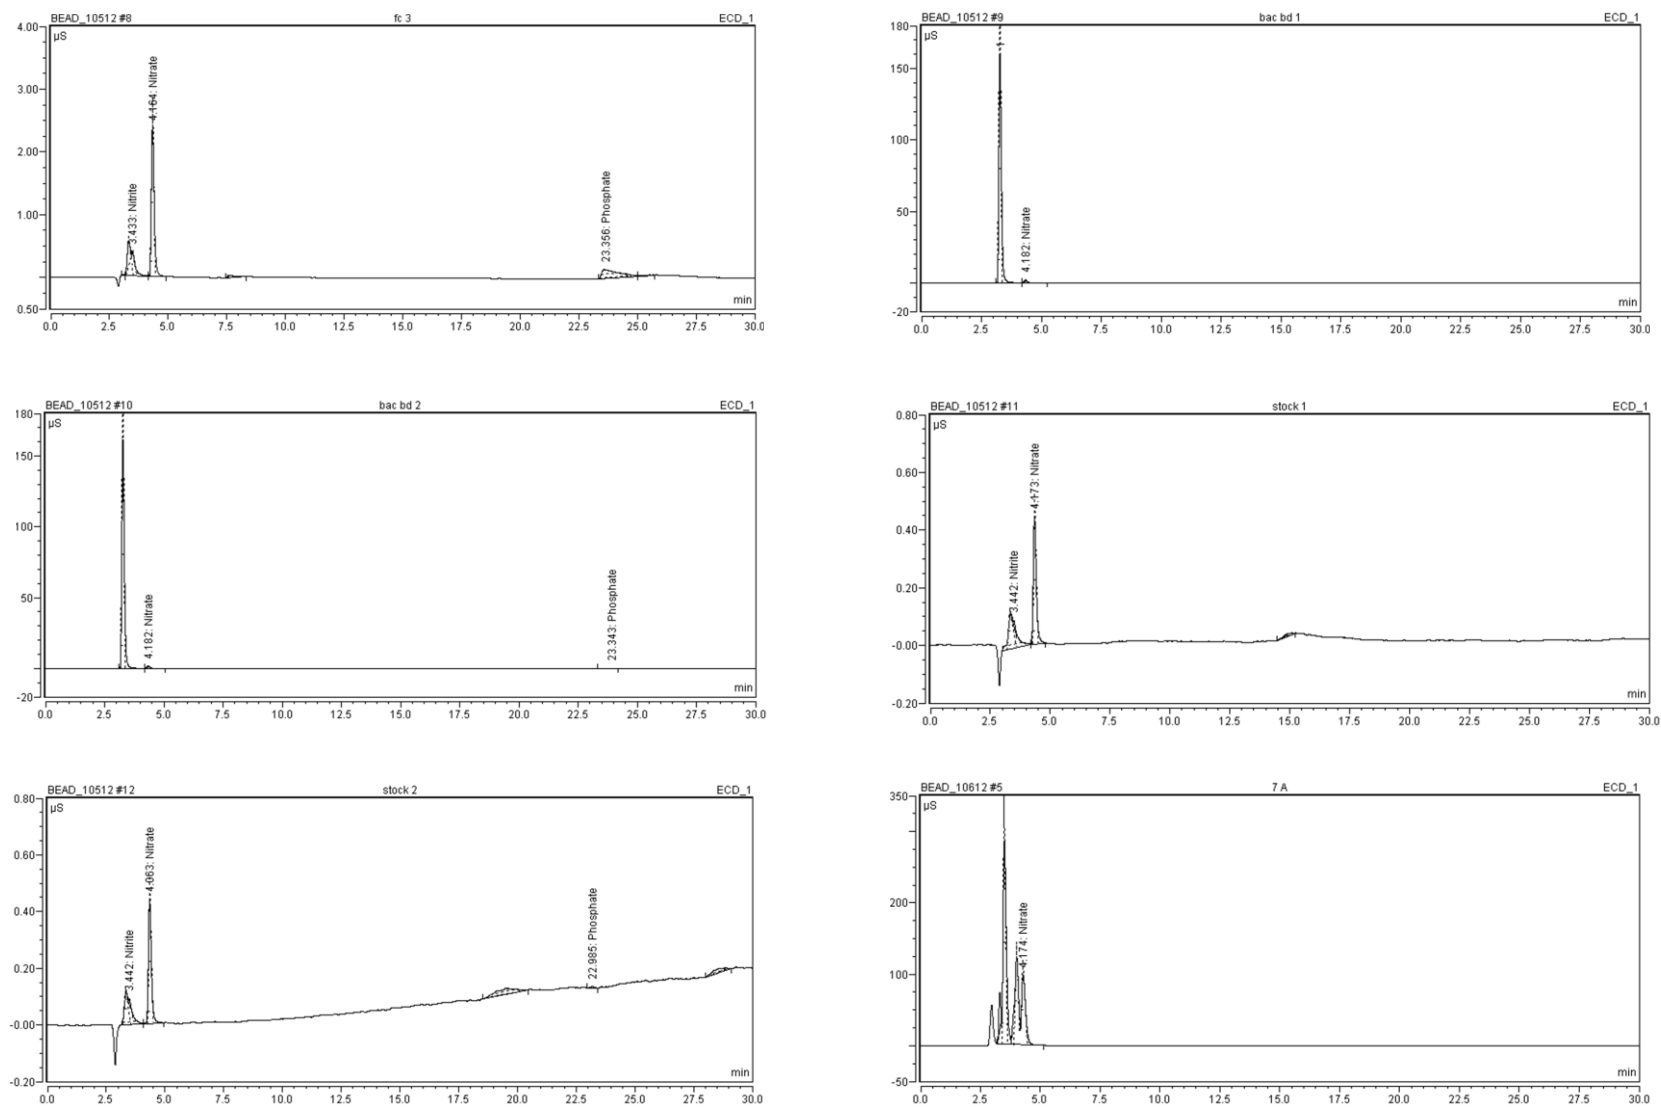 BEAD_10512 #8 fc 3 ECD_1
4.00 µS
3.00
2.00
1.00
0.50
3.433: Nitrite
4.164: Nitrate
23.356: Phosphate
min
0.0 2.5 5.0 7.5 10.0 12.5 15.0 17.5 20.0 22.5 25.0 27.5 30.0
BEAD_10512 #9 bac bd 1 ECD_1
180 µS
150
100
50
-20
4.182: Nitrate
min
0.0 2.5 5.0 7.5 10.0 12.5 15.0 17.5 20.0 22.5 25.0 27.5 30.0
BEAD_10512 #10 bac bd 2 ECD_1
180 µS
150
100
50
-20
4.182: Nitrate
23.343: Phosphate
min
0.0 2.5 5.0 7.5 10.0 12.5 15.0 17.5 20.0 22.5 25.0 27.5 30.0
BEAD_10512 #11 stock 1 ECD_1
0.80 µS
0.60
0.40
0.20
-0.00
-0.20
3.442: Nitrite
4.173: Nitrate
min
0.0 2.5 5.0 7.5 10.0 12.5 15.0 17.5 20.0 22.5 25.0 27.5 30.0
BEAD_10512 #12 stock 2 ECD_1
0.80 µS
0.60
0.40
0.20
-0.00
-0.20
3.442: Nitrite
4.063: Nitrate
22.985: Phosphate
min
0.0 2.5 5.0 7.5 10.0 12.5 15.0 17.5 20.0 22.5 25.0 27.5 30.0
BEAD_10612 #5 7 A ECD_1
350 µS
200
100
-50
4.174: Nitrate
min
0.0 2.5 5.0 7.5 10.0 12.5 15.0 17.5 20.0 22.5 25.0 27.5 30.0